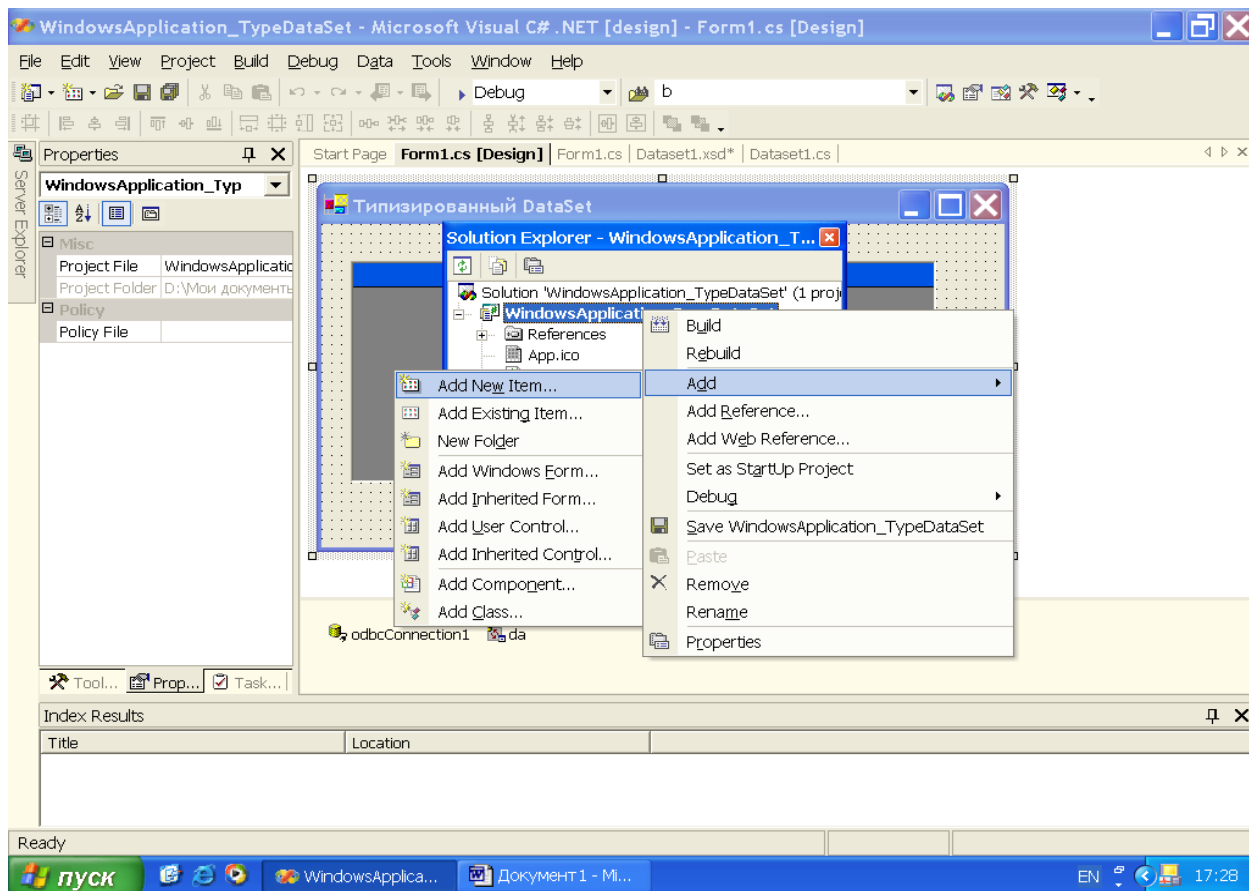 WindowsApplication_TypeDataSet - Microsoft Visual C# .NET [design] - Form1.cs [Design]
File Edit View Project Build Debug Data Tools Window Help
Debug b
Properties
Start Page Form1.cs [Design] Form1.cs Dataset1.xsd* Dataset1.cs
Server Explorer
WindowsApplication_Typ
Misc
Project File WindowsApplicatic
Project Folder D:\Мои документь
Policy
Policy File
Типизированный DataSet
Solution Explorer - WindowsApplication_T...
Solution 'WindowsApplication_TypeDataSet' (1 proj
WindowsApplicati
References
App.ico
Build
Rebuild
Add
Add Reference...
Add Web Reference...
Set as StartUp Project
Debug
Save WindowsApplication_TypeDataSet
Paste
Remove
Rename
Properties
Add New Item...
Add Existing Item...
New Folder
Add Windows Form...
Add Inherited Form...
Add User Control...
Add Inherited Control...
Add Component...
Add Class...
odbcConnection1 da
Tool... Prop... Task...
Index Results
Title Location
Ready
пуск WindowsApplica... Документ1 - Mi... EN 17:28